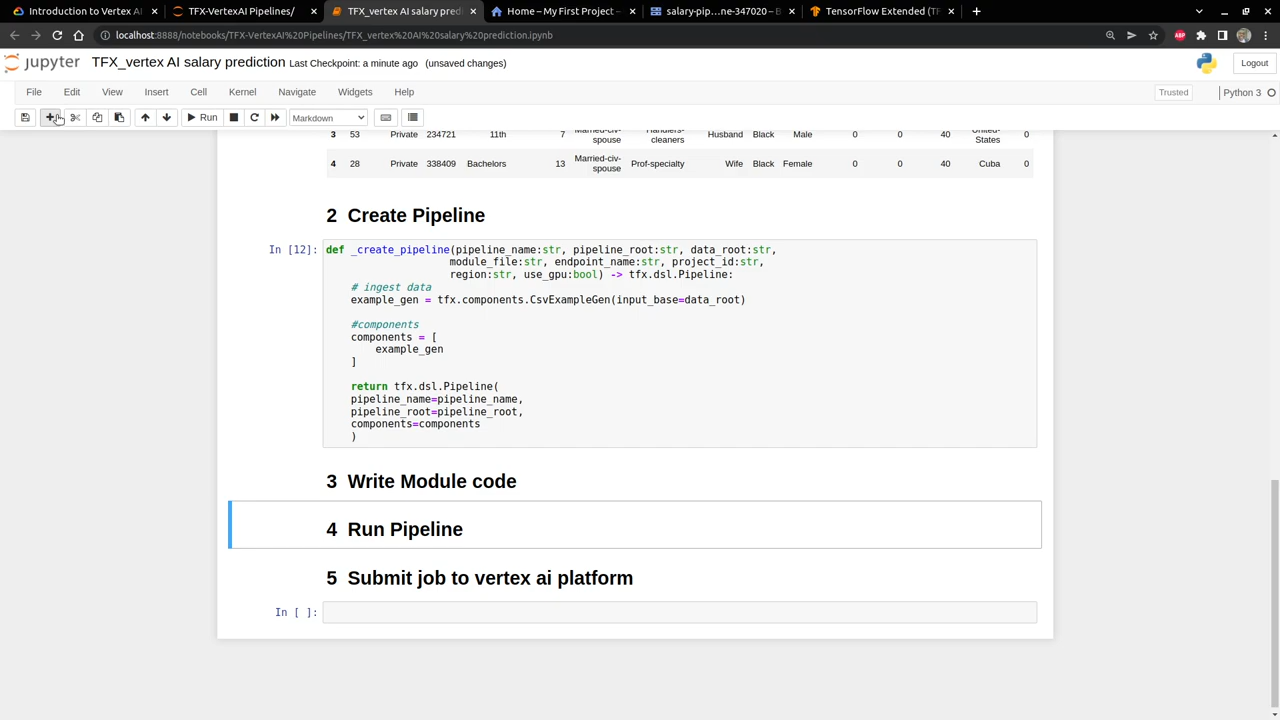 Introduction to Vertex AI
TFX-VertexAI Pipelines/
TFX_vertex AI salary predi
Home – My First Project –
salary-pip...ne-347020 – B
TensorFlow Extended (TF
localhost:8888/notebooks/TFX-VertexAI%20Pipelines/TFX_vertex%20AI%20salary%20prediction.ipynb
jupyter TFX_vertex AI salary prediction Last Checkpoint: a minute ago (unsaved changes)
Logout
File Edit View Insert Cell Kernel Navigate Widgets Help
Trusted Python 3
Run Markdown
3 53 Private 234721 11th 7 Married-civ-spouse Handlers-cleaners Husband Black Male 0 0 40 United-States 0
4 28 Private 338409 Bachelors 13 Married-civ-spouse Prof-specialty Wife Black Female 0 0 40 Cuba 0
2 Create Pipeline
In [12]: def _create_pipeline(pipeline_name:str, pipeline_root:str, data_root:str,
module_file:str, endpoint_name:str, project_id:str,
region:str, use_gpu:bool) -> tfx.dsl.Pipeline:
# ingest data
example_gen = tfx.components.CsvExampleGen(input_base=data_root)
#components
components = [
example_gen
]
return tfx.dsl.Pipeline(
pipeline_name=pipeline_name,
pipeline_root=pipeline_root,
components=components
)
3 Write Module code
4 Run Pipeline
5 Submit job to vertex ai platform
In [ ]: